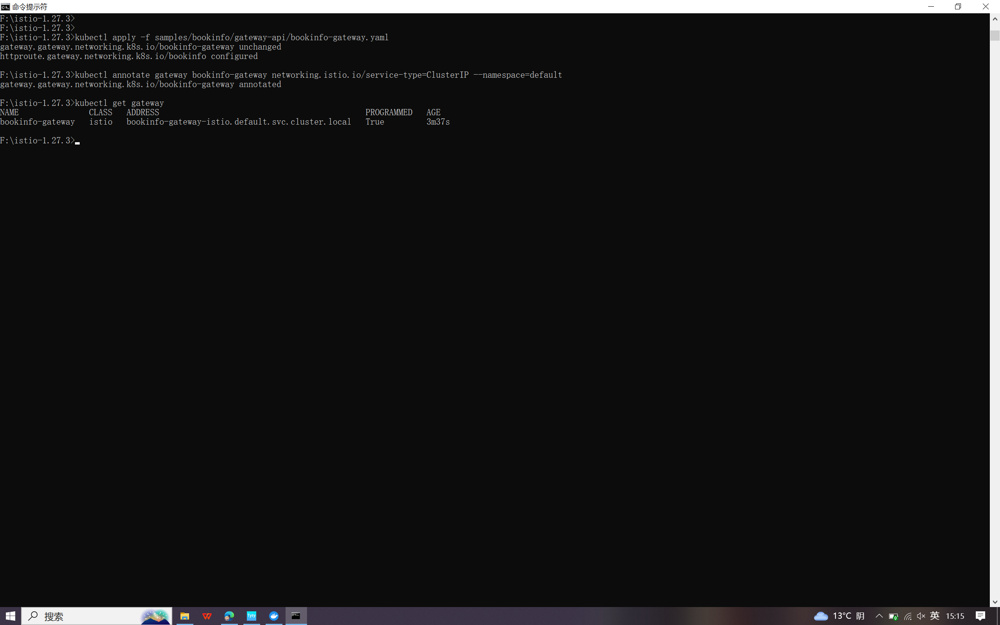 命令提示符
F:\istio-1.27.3>
F:\istio-1.27.3>
F:\istio-1.27.3>kubectl apply -f samples/bookinfo/gateway-api/bookinfo-gateway.yaml
gateway.gateway.networking.k8s.io/bookinfo-gateway unchanged
httproute.gateway.networking.k8s.io/bookinfo configured
F:\istio-1.27.3>kubectl annotate gateway bookinfo-gateway networking.istio.io/service-type=ClusterIP --namespace=default
gateway.gateway.networking.k8s.io/bookinfo-gateway annotated
F:\istio-1.27.3>kubectl get gateway
NAME CLASS ADDRESS PROGRAMMED AGE
bookinfo-gateway istio bookinfo-gateway-istio.default.svc.cluster.local True 3m37s
F:\istio-1.27.3>
搜索 Tyty 13°C 阴 英 15:15